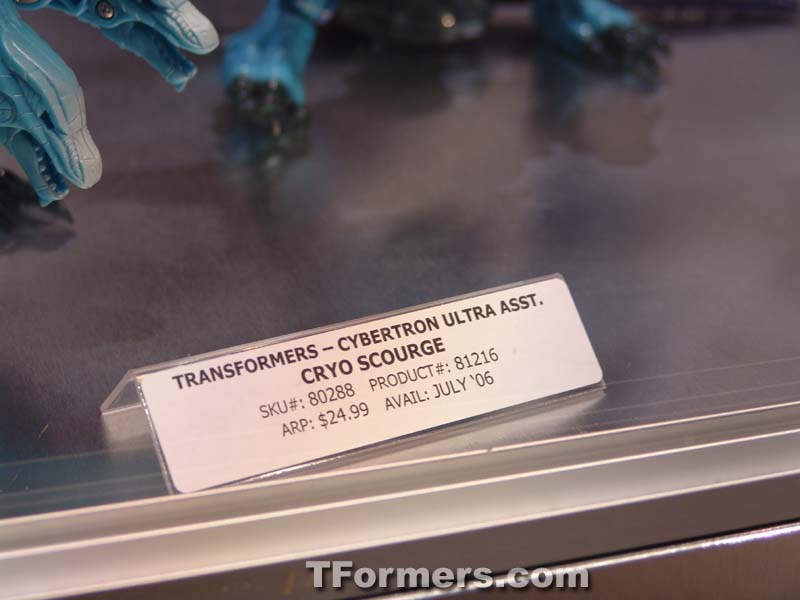 TRANSFORMERS – CYBERTRON ULTRA ASST.
CRYO SCOURGE
SKU#: 80288 PRODUCT#: 81216
ARP: $24.99 AVAIL: JULY `06
TFormers.com